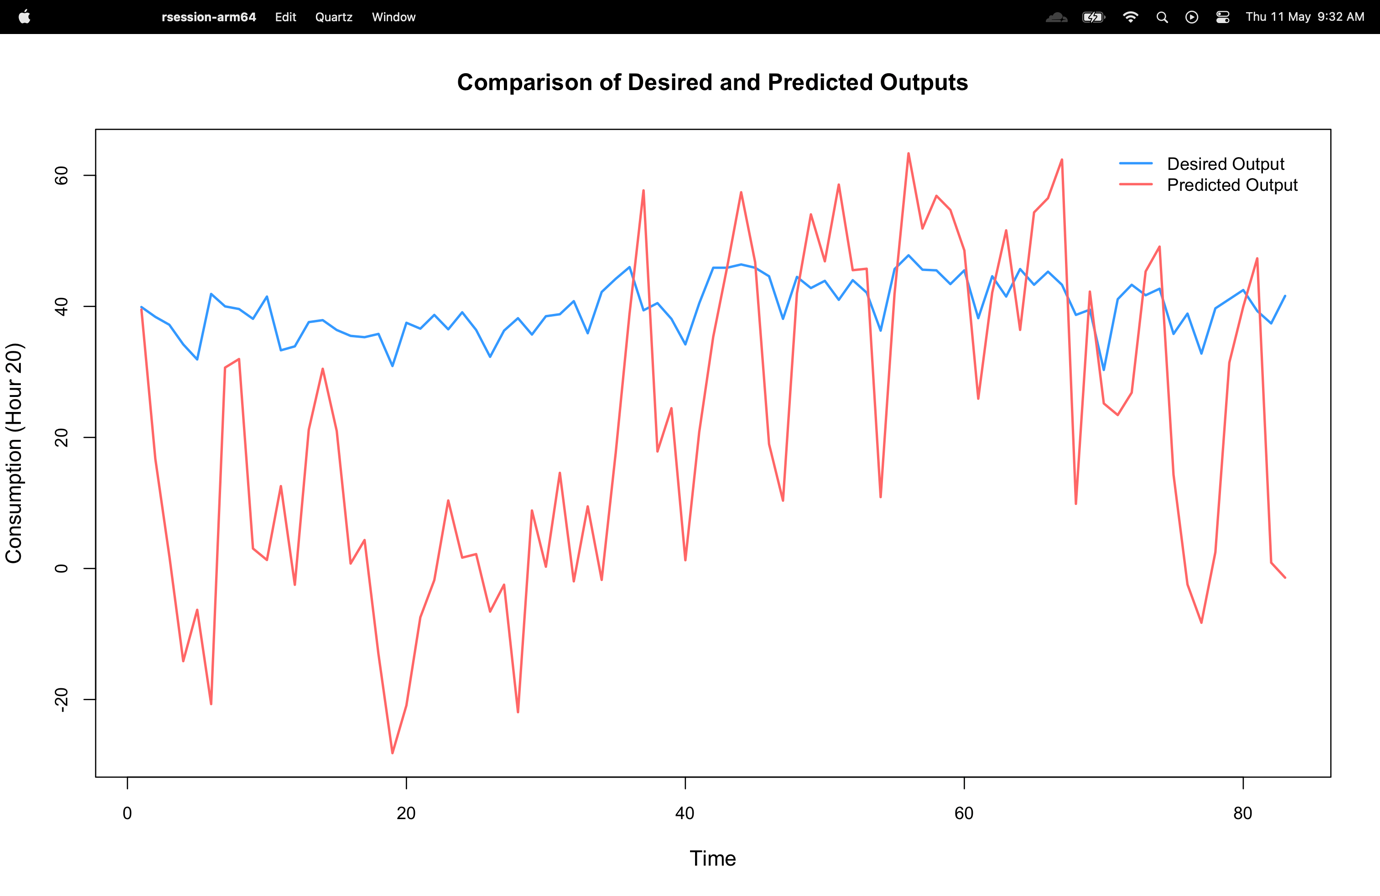 rsession-arm64 Edit Quartz Window Thu 11 May 9:32 AM
Comparison of Desired and Predicted Outputs
Desired Output
Predicted Output
Consumption (Hour 20)
60
40
20
0
-20
0 20 40 60 80
Time